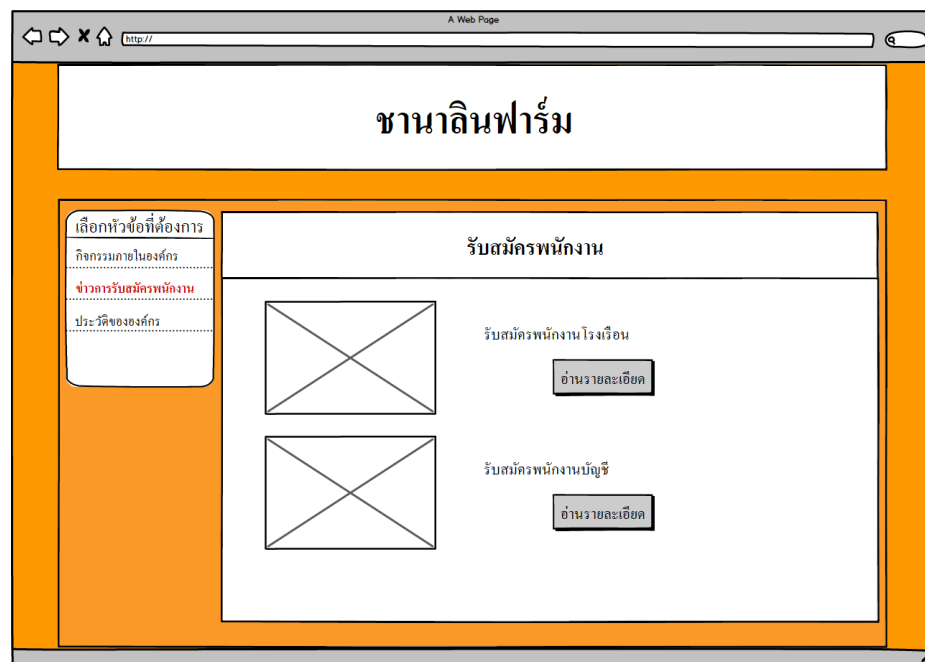 A Web Page
http://
ชานาลินฟาร์ม
เลือกหัวข้อที่ต้องการ
กิจกรรมภายในองค์กร
ข่าวการรับสมัครพนักงาน
ประวัติขององค์กร
รับสมัครพนักงาน
รับสมัครพนักงานโรงเรือน
อ่านรายละเอียด
รับสมัครพนักงานบัญชี
อ่านรายละเอียด